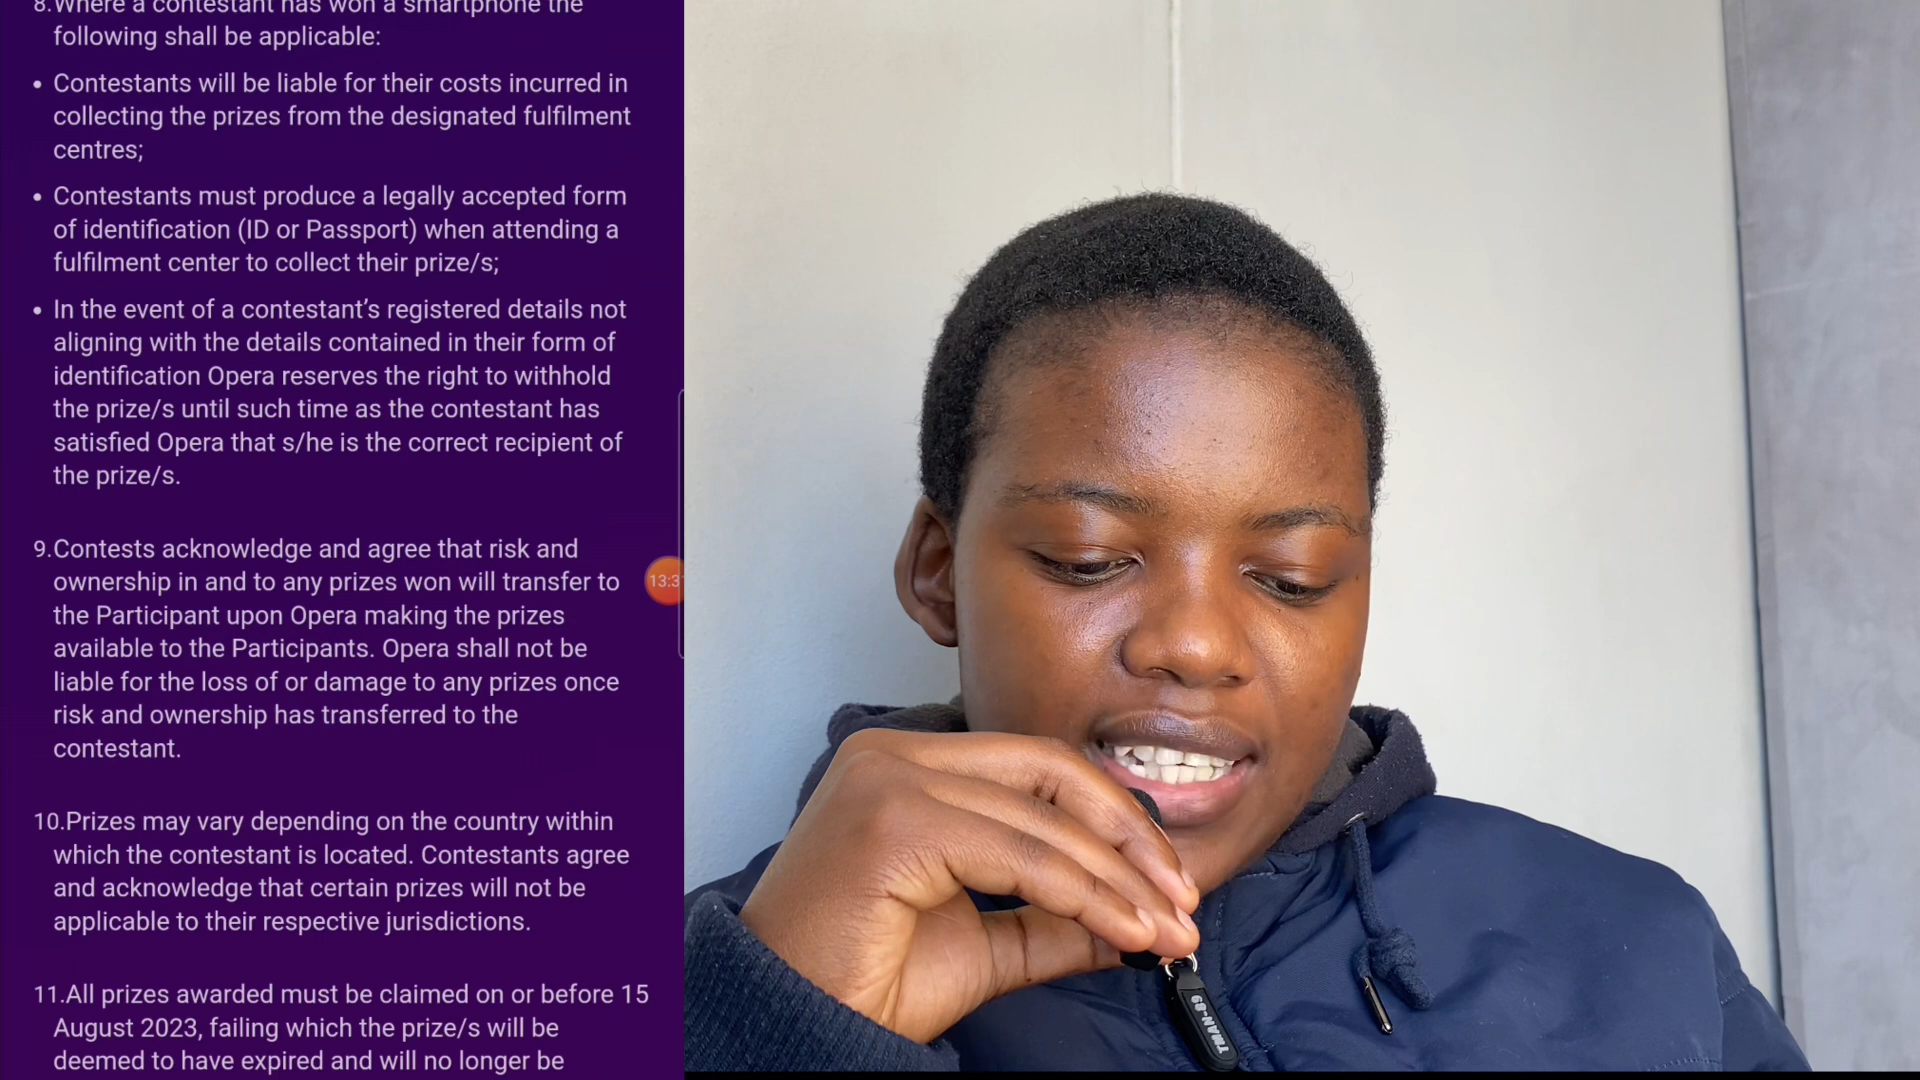 8.Where a contestant has won a smartphone the
following shall be applicable:
• Contestants will be liable for their costs incurred in
collecting the prizes from the designated fulfilment
centres;
• Contestants must produce a legally accepted form
of identification (ID or Passport) when attending a
fulfilment center to collect their prize/s;
• In the event of a contestant’s registered details not
aligning with the details contained in their form of
identification Opera reserves the right to withhold
the prize/s until such time as the contestant has
satisfied Opera that s/he is the correct recipient of
the prize/s.
9.Contests acknowledge and agree that risk and
ownership in and to any prizes won will transfer to
the Participant upon Opera making the prizes
available to the Participants. Opera shall not be
liable for the loss of or damage to any prizes once
risk and ownership has transferred to the
contestant.
10.Prizes may vary depending on the country within
which the contestant is located. Contestants agree
and acknowledge that certain prizes will not be
applicable to their respective jurisdictions.
11.All prizes awarded must be claimed on or before 15
August 2023, failing which the prize/s will be
deemed to have expired and will no longer be
13:3
TMAN-89